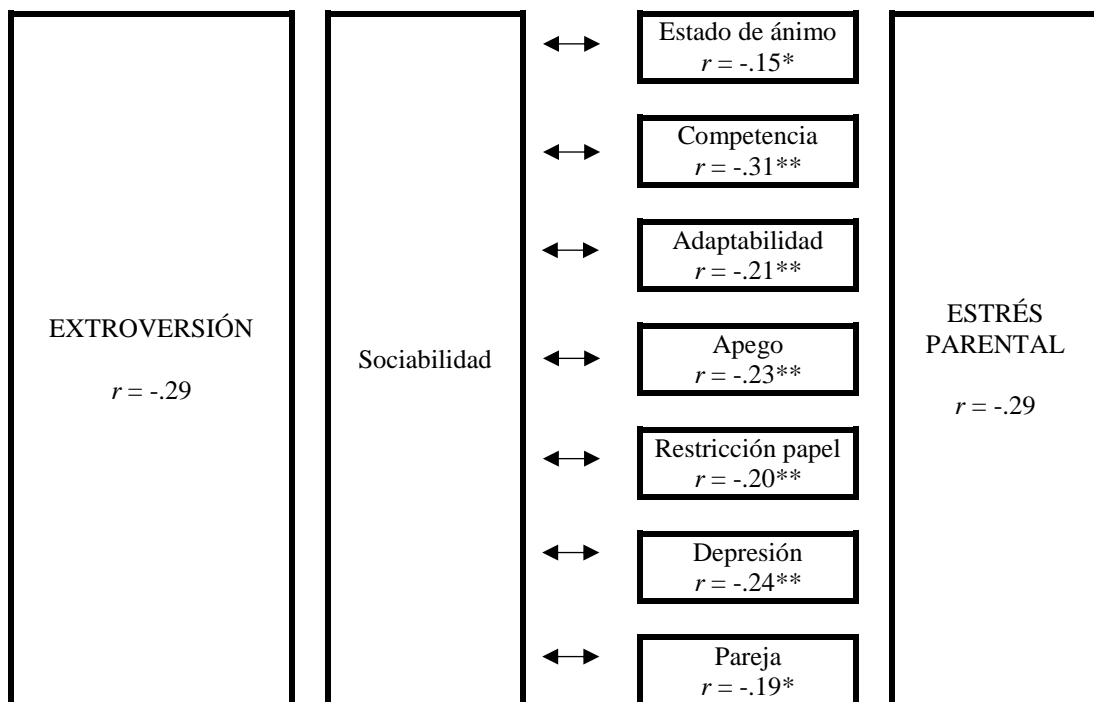 EXTROVERSIÓN
r = -.29
Sociabilidad
Estado de ánimo
r = -.15*
Competencia
r = -.31**
Adaptabilidad
r = -.21**
Apego
r = -.23**
Restricción papel
r = -.20**
Depresión
r = -.24**
Pareja
r = -.19*
ESTRÉS
PARENTAL
r = -.29